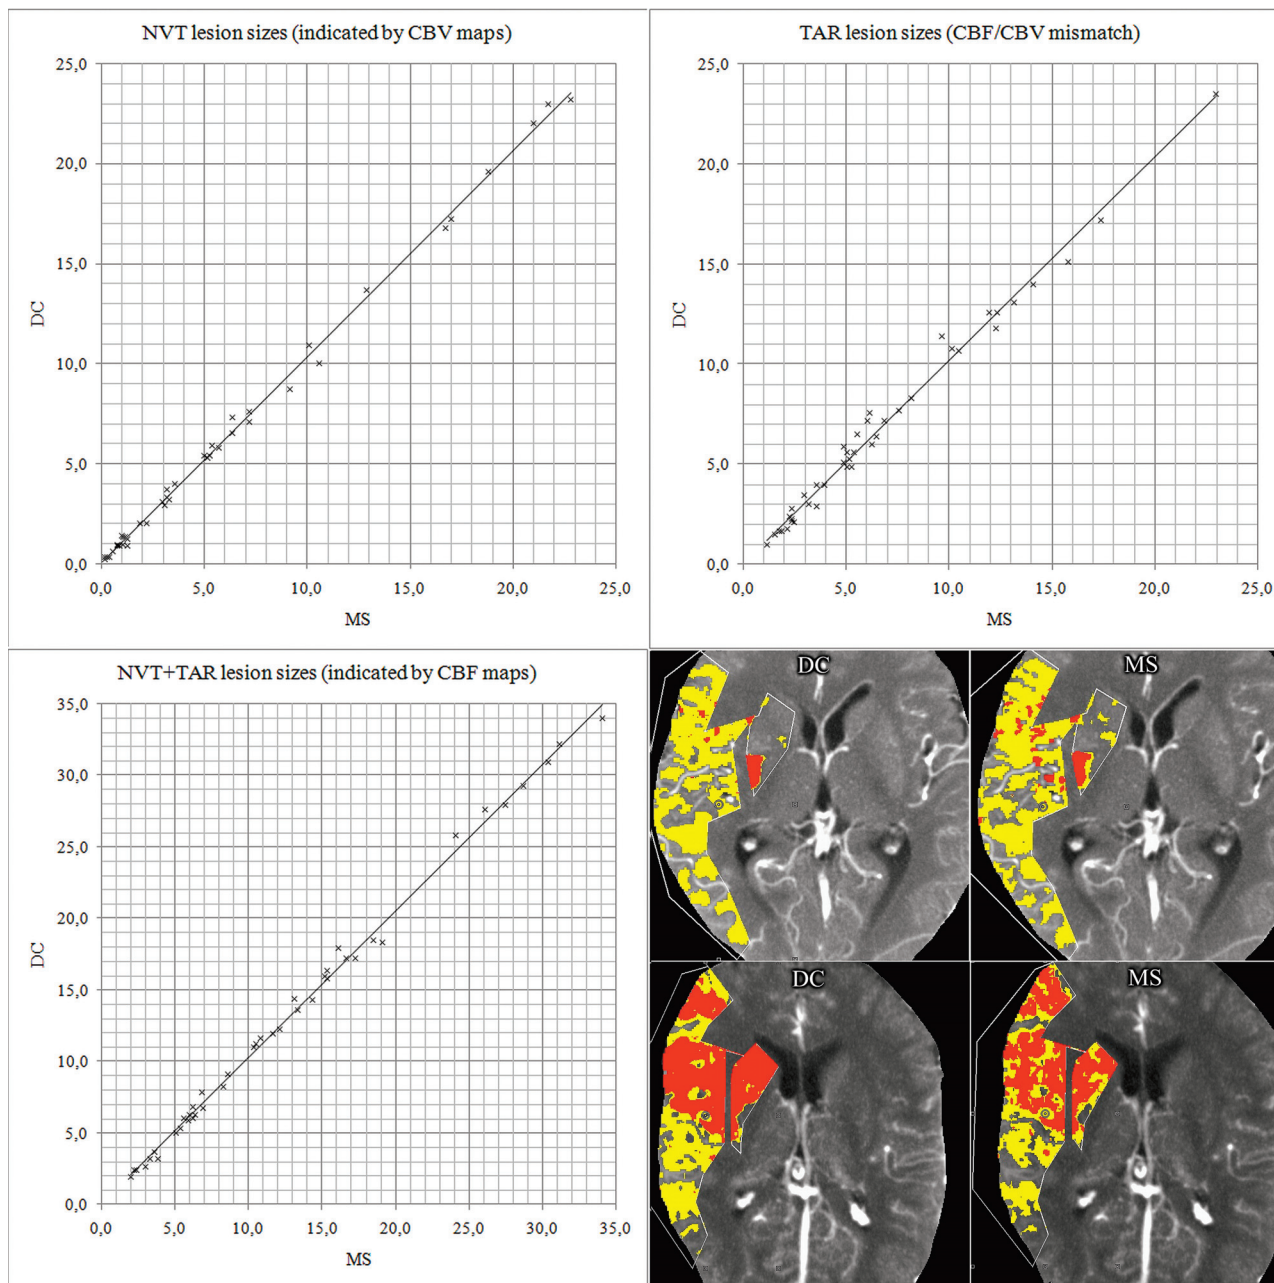 NVT lesion sizes (indicated by CBV maps)
25,0
20,0
15,0
10,0
5,0
0,0
DC
0,0 5,0 10,0 15,0 20,0 25,0
MS
TAR lesion sizes (CBF/CBV mismatch)
25,0
20,0
15,0
10,0
5,0
0,0
DC
0,0 5,0 10,0 15,0 20,0 25,0
MS
NVT+TAR lesion sizes (indicated by CBF maps)
35,0
30,0
25,0
20,0
15,0
10,0
5,0
0,0
DC
0,0 5,0 10,0 15,0 20,0 25,0 30,0 35,0
MS
DC MS
DC MS